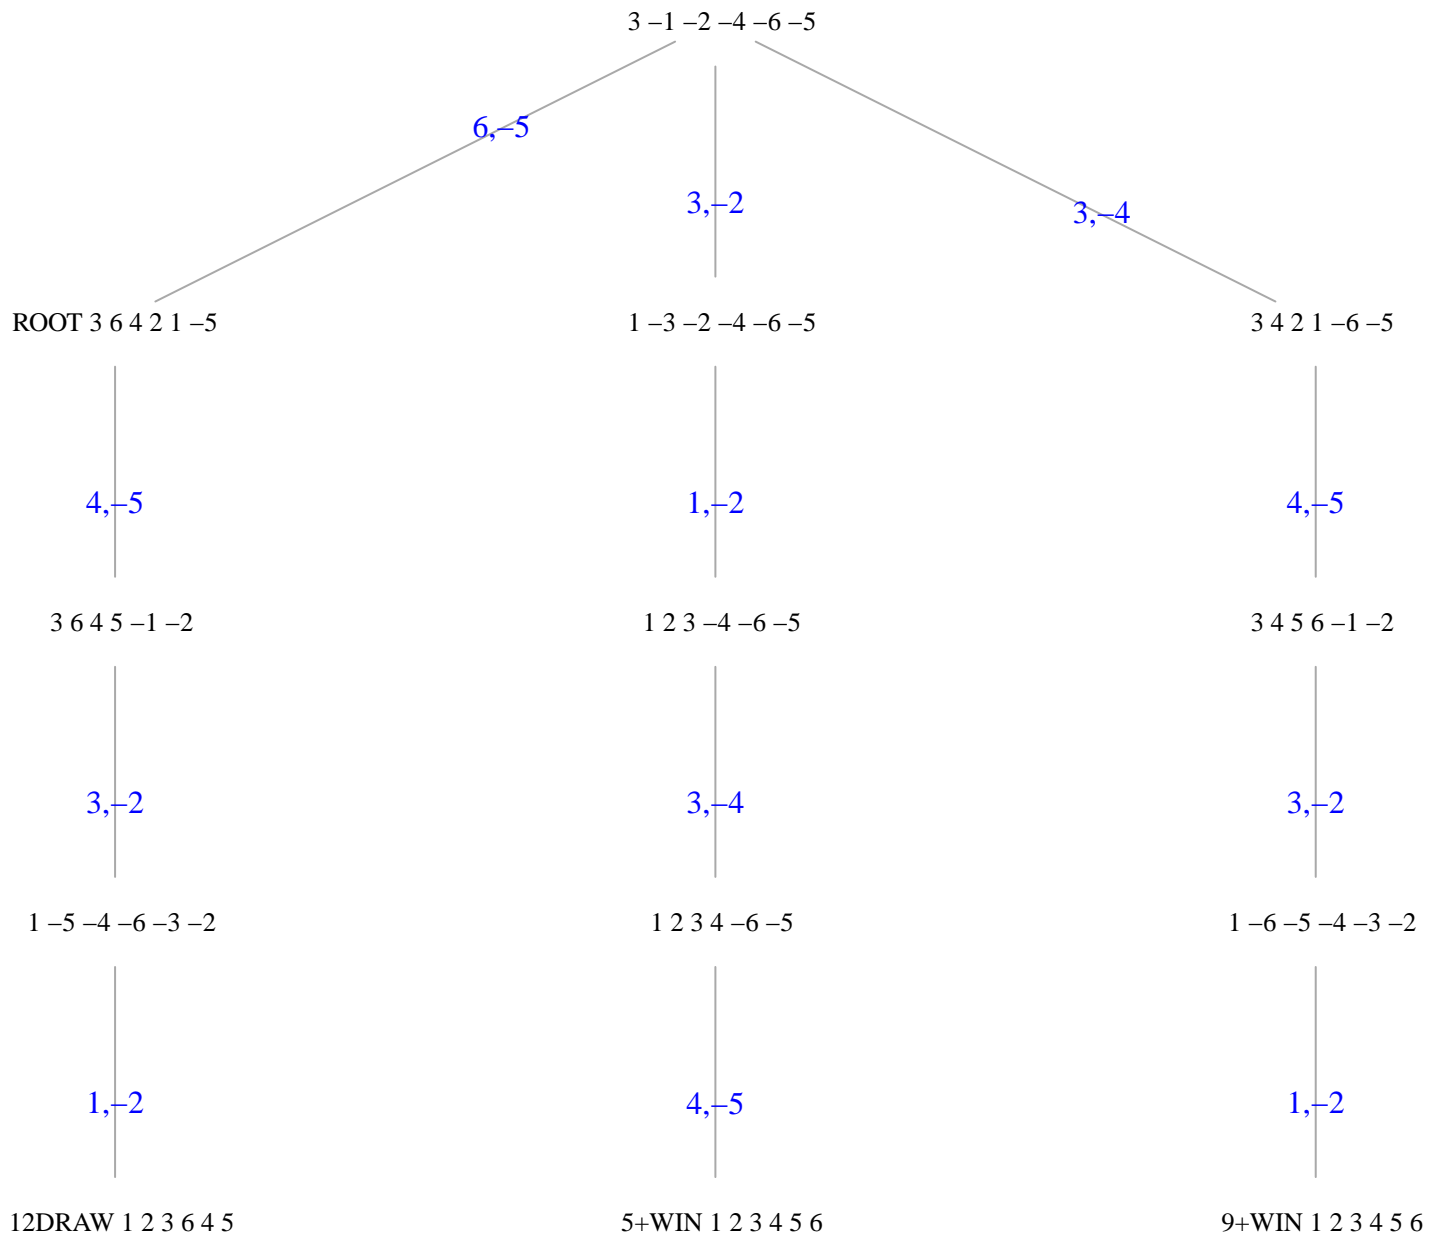 3 –1 –2 –4 –6 –5
6,–5
3,–2
3,–4
ROOT 3 6 4 2 1 –5
1 –3 –2 –4 –6 –5
3 4 2 1 –6 –5
4,–5
1,–2
4,–5
3 6 4 5 –1 –2
1 2 3 –4 –6 –5
3 4 5 6 –1 –2
3,–2
3,–4
3,–2
1 –5 –4 –6 –3 –2
1 2 3 4 –6 –5
1 –6 –5 –4 –3 –2
1,–2
4,–5
1,–2
12DRAW 1 2 3 6 4 5
5+WIN 1 2 3 4 5 6
9+WIN 1 2 3 4 5 6